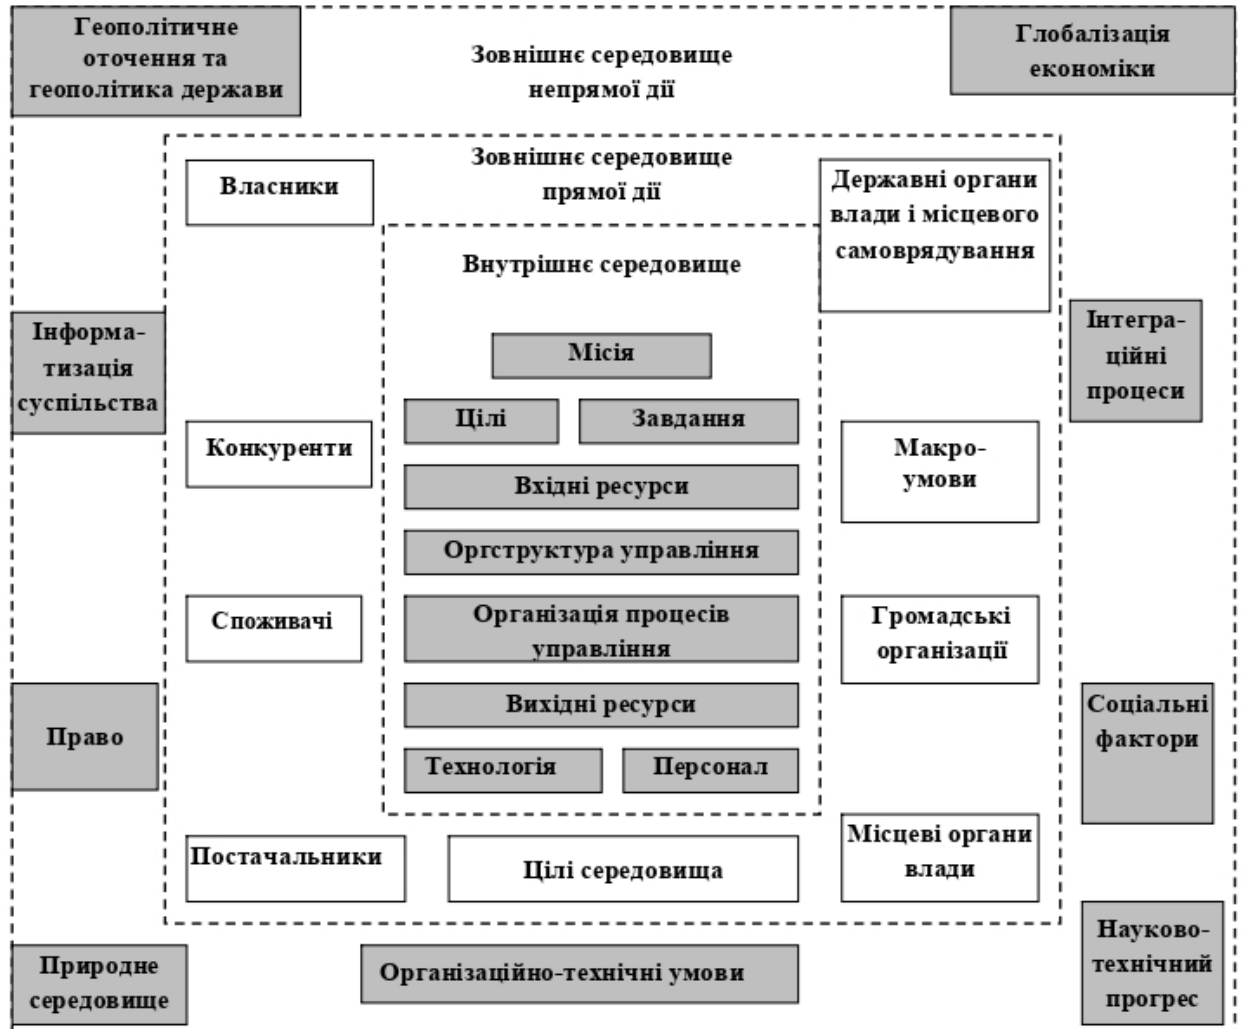 Геополітичне
оточення та
геополітика держави
Зовнішнє середовище
непрямої дії
Глобалізація
економіки
Зовнішнє середовище
прямої дії
Власники
Державні органи
влади і місцевого
самоврядування
Внутрішнє середовище
Інформа-
тизація
суспільства
Інтегра-
ційні
процеси
Місія
Цілі
Завдання
Конкуренти
Вхідні ресурси
Макро-
умови
Оргструктура управління
Споживачі
Організація процесів
управління
Громадські
організації
Право
Вихідні ресурси
Соціальні
фактори
Технологія
Персонал
Постачальники
Цілі середовища
Місцеві органи
влади
Природне
середовище
Організаційно-технічні умови
Науково-
технічний
прогрес